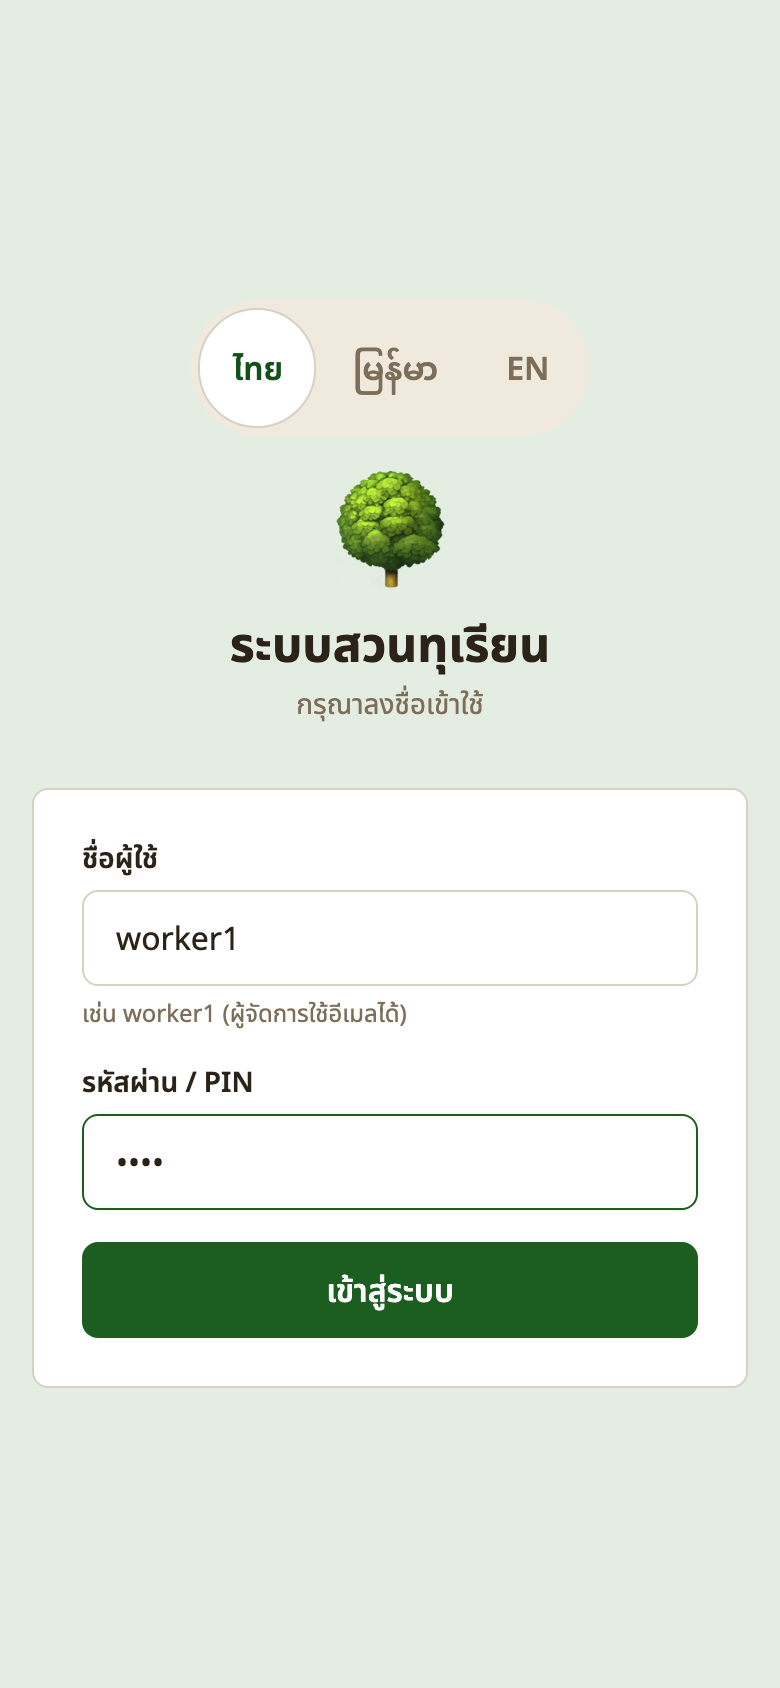 ไทย မြန်မာ EN
ระบบสวนทุเรียน
กรุณาลงชื่อเข้าใช้
ชื่อผู้ใช้
worker1
เช่น worker1 (ผู้จัดการใช้อีเมลได้)
รหัสผ่าน / PIN
••••
เข้าสู่ระบบ